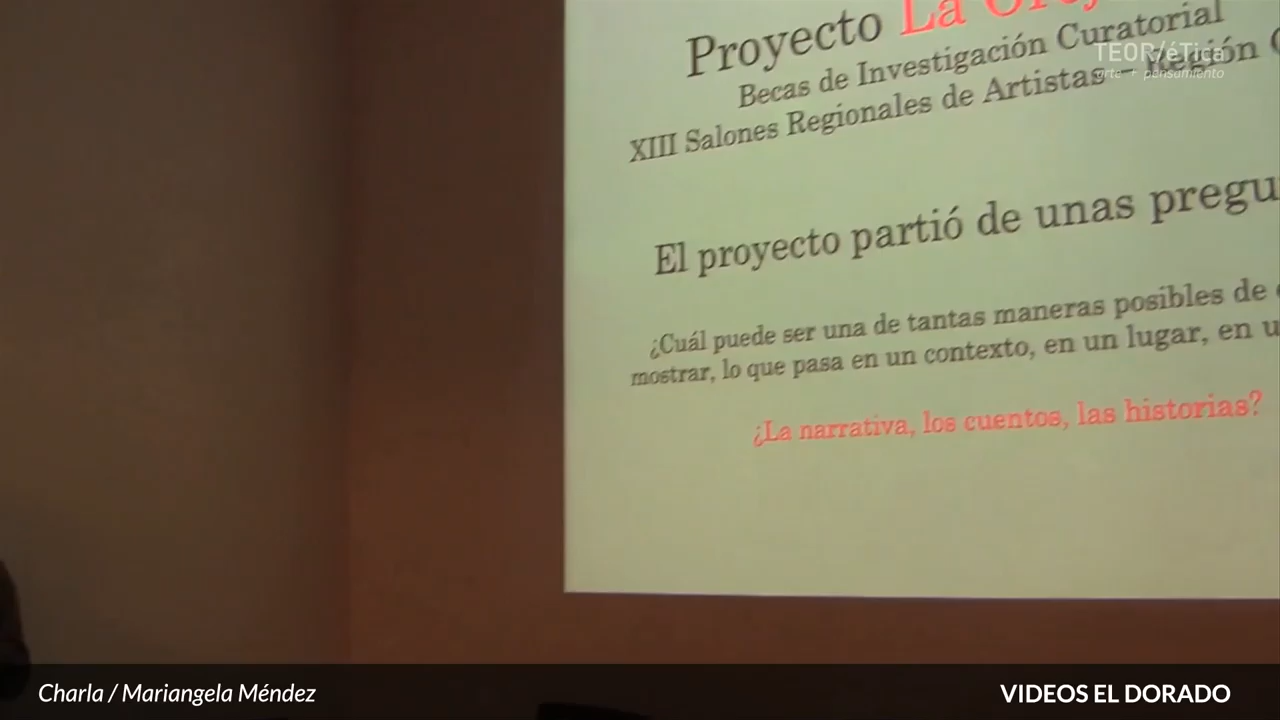 Proyecto La
Becas de Investigación Curatorial
XIII Salones Regionales de Artistas – Región
El proyecto partió de unas
¿Cuál puede ser una de tantas maneras posibles de
mostrar, lo que pasa en un contexto, en un lugar, en
¿La narrativa, los cuentos, las historias?
TEOR/éTica
arte + pensamiento
Charla / Mariangela Méndez
VIDEOS EL DORADO